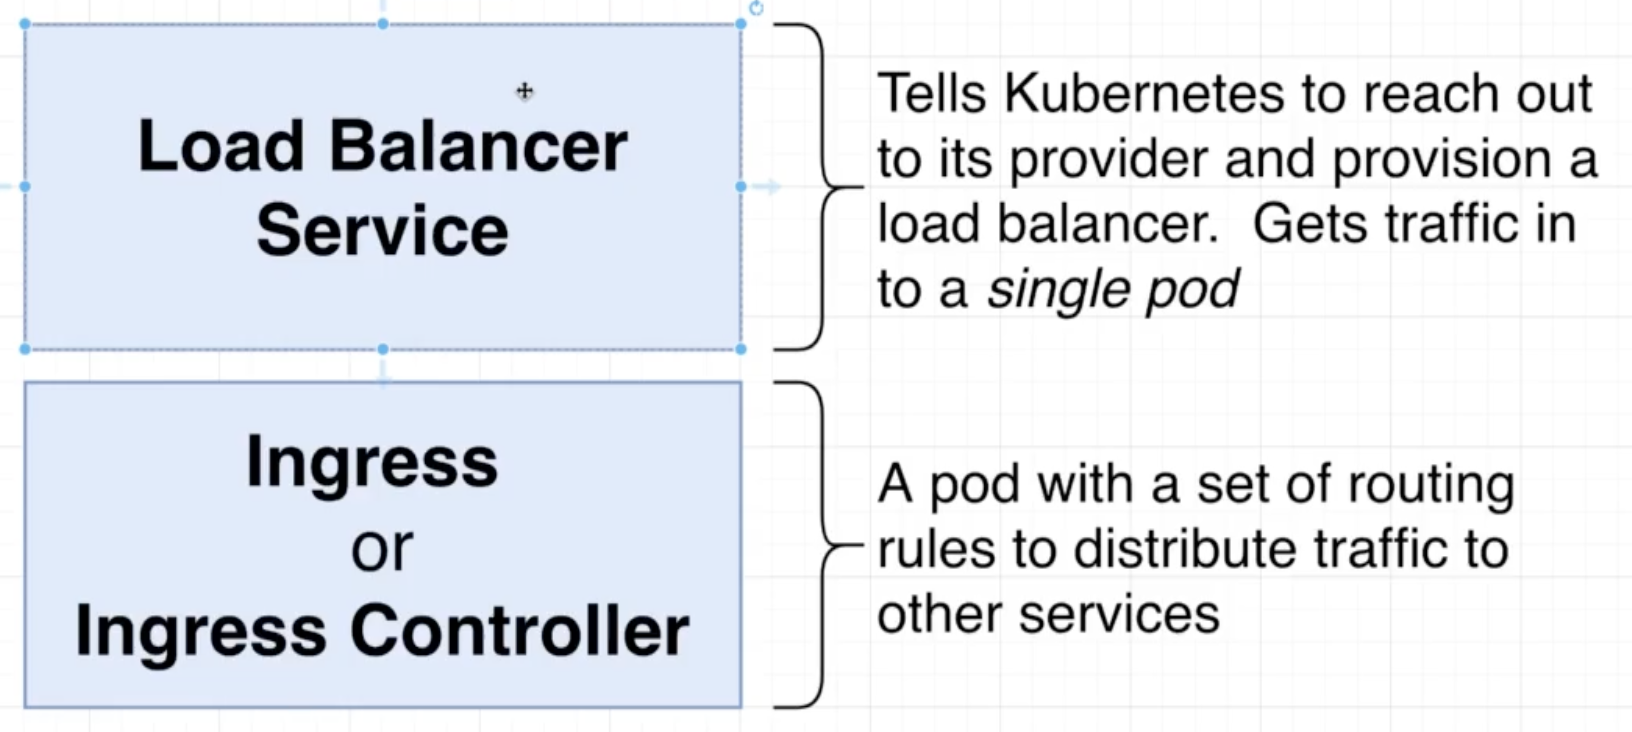 Load Balancer
Service
Tells Kubernetes to reach out
to its provider and provision a
load balancer.  Gets traffic in
to a single pod
Ingress
or
Ingress Controller
A pod with a set of routing
rules to distribute traffic to
other services